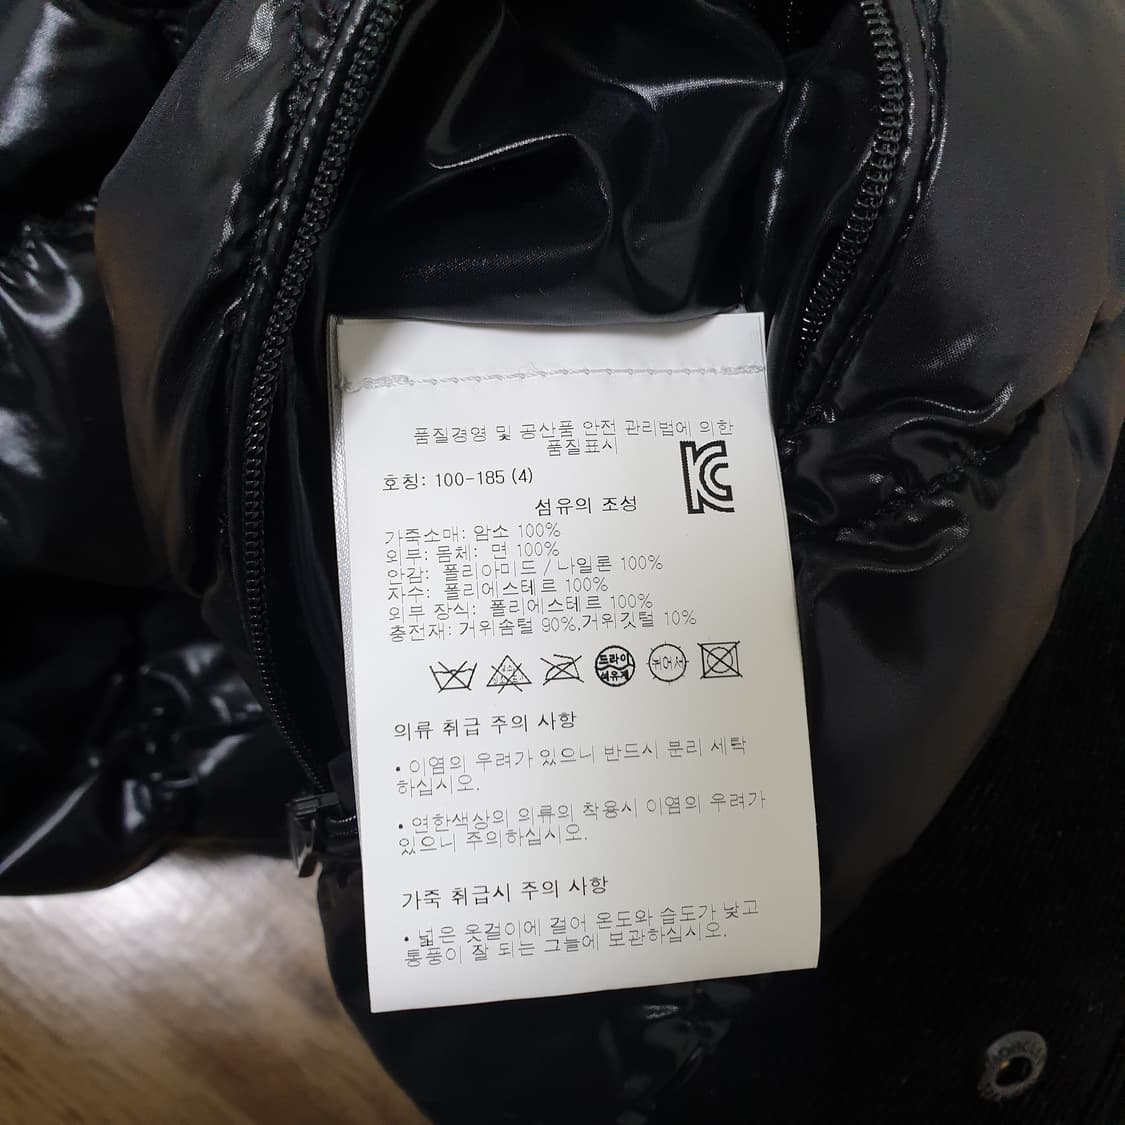 품질경영 및 공산품 안전 관리법에 의한
품질표시
호칭: 100-185 (4)
섬유의 조성
가죽소매: 암소 100%
외부: 몸체: 면 100%
안감: 폴리아미드 / 나일론 100%
자수: 폴리에스테르 100%
외부 장식: 폴리에스테르 100%
충전재: 거위솜털 90%,거위깃털 10%
드라이
석유계
뉘어서
의류 취급 주의 사항
• 이염의 우려가 있으니 반드시 분리 세탁
하십시오.
• 연한색상의 의류의 착용시 이염의 우려가
있으니 주의하십시오.
가죽 취급시 주의 사항
• 넓은 옷걸이에 걸어 온도와 습도가 낮고
통풍이 잘 되는 그늘에 보관하십시오.